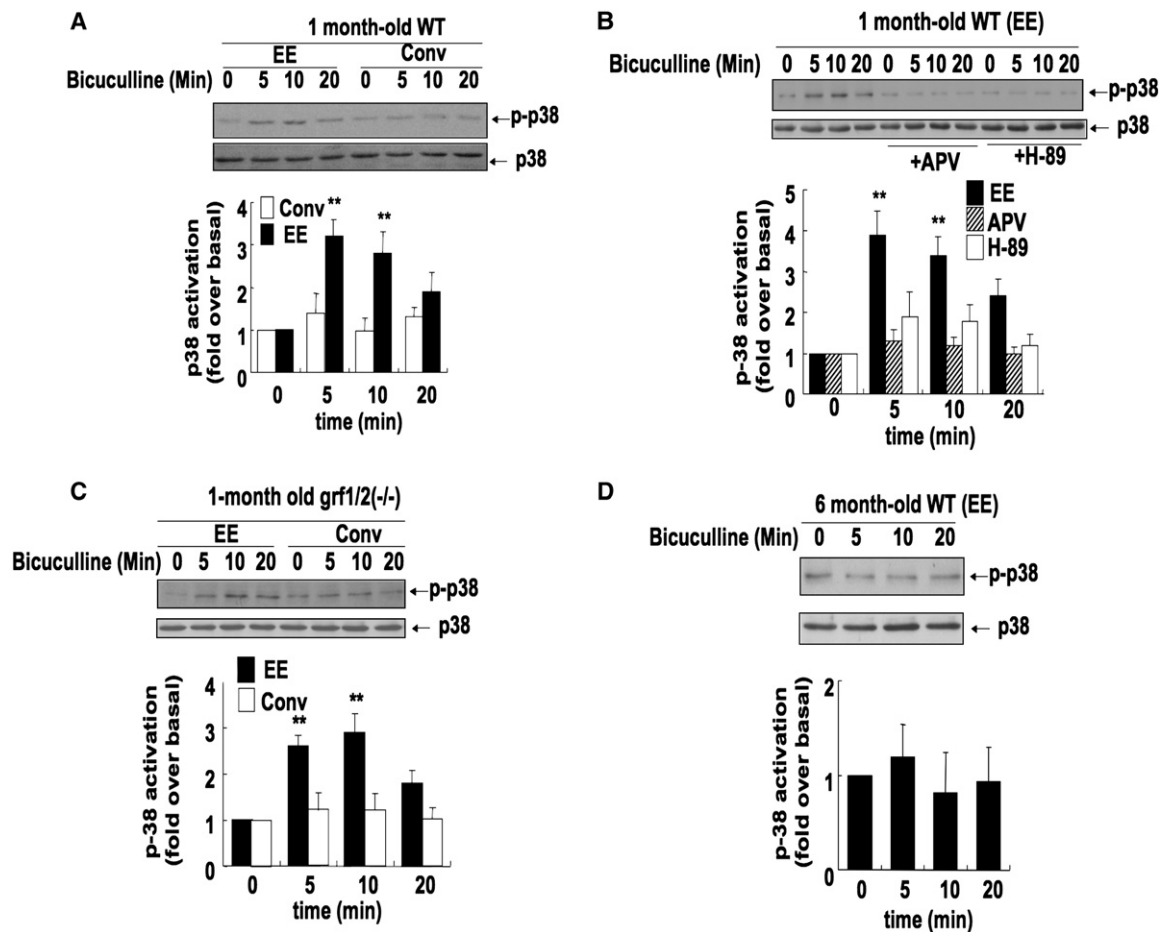 A
1 month-old WT
EE Conv
Bicuculline (Min) 0 5 10 20 0 5 10 20
←p-p38
← p38
p38 activation
(fold over basal)
4
3
2
1
0
Conv
EE
** **
0 5 10 20
time (min)
B
1 month-old WT (EE)
Bicuculline (Min) 0 5 10 20 0 5 10 20 0 5 10 20
←p-p38
← p38
+APV +H-89
p-38 activation
(fold over basal)
5
4
3
2
1
0
EE
APV
H-89
** **
0 5 10 20
time (min)
C
1-month old grf1/2(-/-)
EE Conv
Bicuculline (Min) 0 5 10 20 0 5 10 20
←p-p38
← p38
p-38 activation
(fold over basal)
4
3
2
1
0
EE
Conv
** **
0 5 10 20
time (min)
D
6 month-old WT (EE)
Bicuculline (Min) 0 5 10 20
←p-p38
← p38
p-38 activation
(fold over basal)
2
1
0
0 5 10 20
time (min)